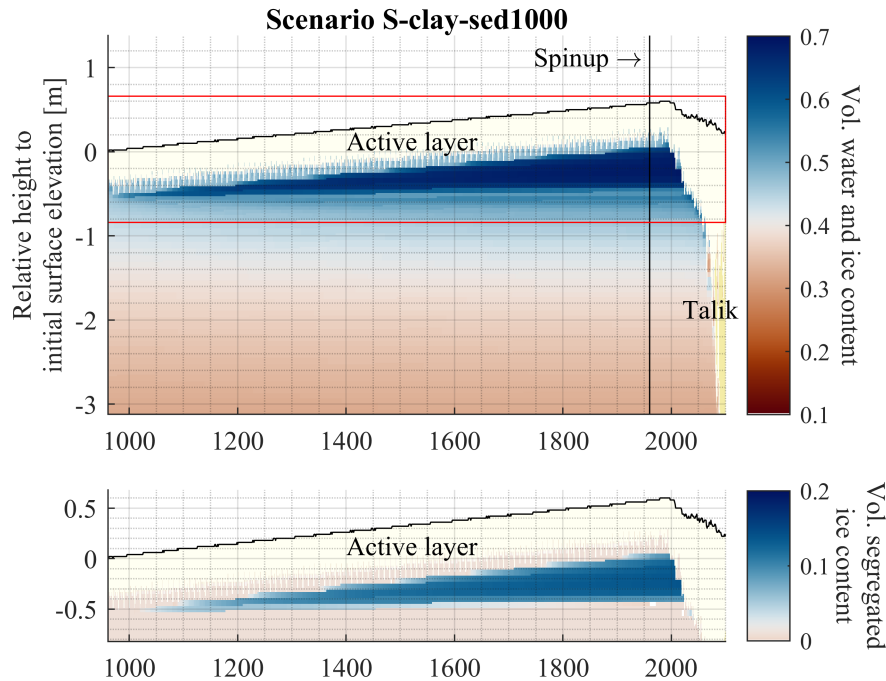 Scenario S-clay-sed1000
Relative height to
initial surface elevation [m]
1
0
-1
-2
-3
Spinup →
Active layer
Talik
1000 1200 1400 1600 1800 2000
0.7
0.6
0.5
0.4
0.3
0.2
0.1
Vol. water and ice content
0.5
0
-0.5
Active layer
1000 1200 1400 1600 1800 2000
0.2
0.1
0
Vol. segregated
ice content